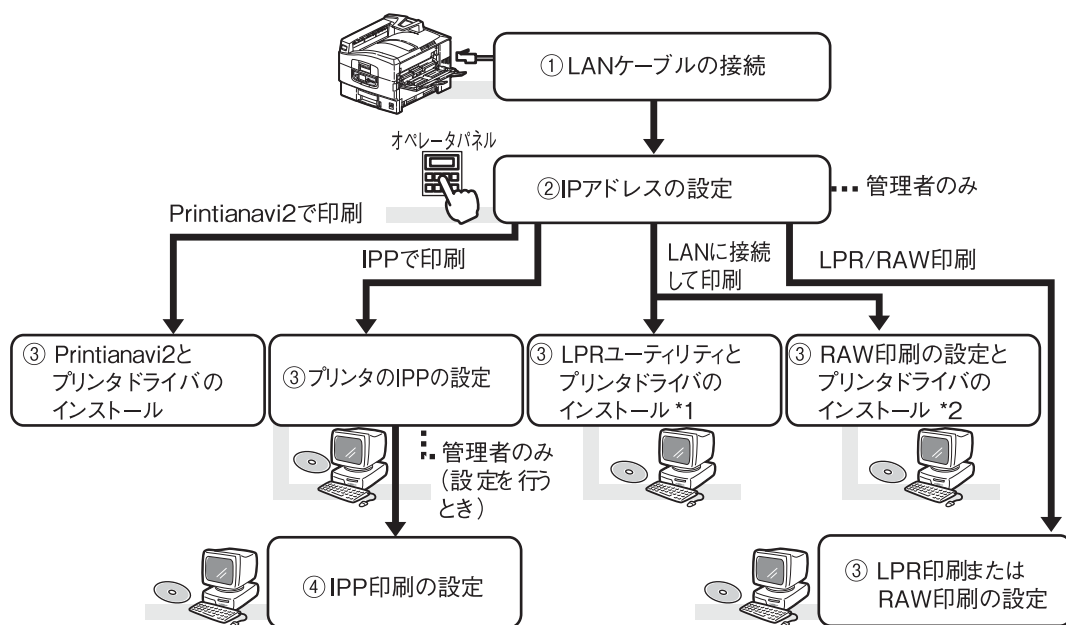 ①LANケーブルの接続
オペレータパネル
②IPアドレスの設定
管理者のみ
Printianavi2で印刷
IPPで印刷
LANに接続
して印刷
LPR/RAW印刷
③ Printianavi2と
プリンタドライバの
インストール
③プリンタのIPPの設定
③ LPRユーティリティと
プリンタドライバの
インストール *1
③ RAW印刷の設定と
プリンタドライバの
インストール *2
管理者のみ
(設定を行う
とき)
④IPP印刷の設定
③ LPR印刷または
RAW印刷の設定